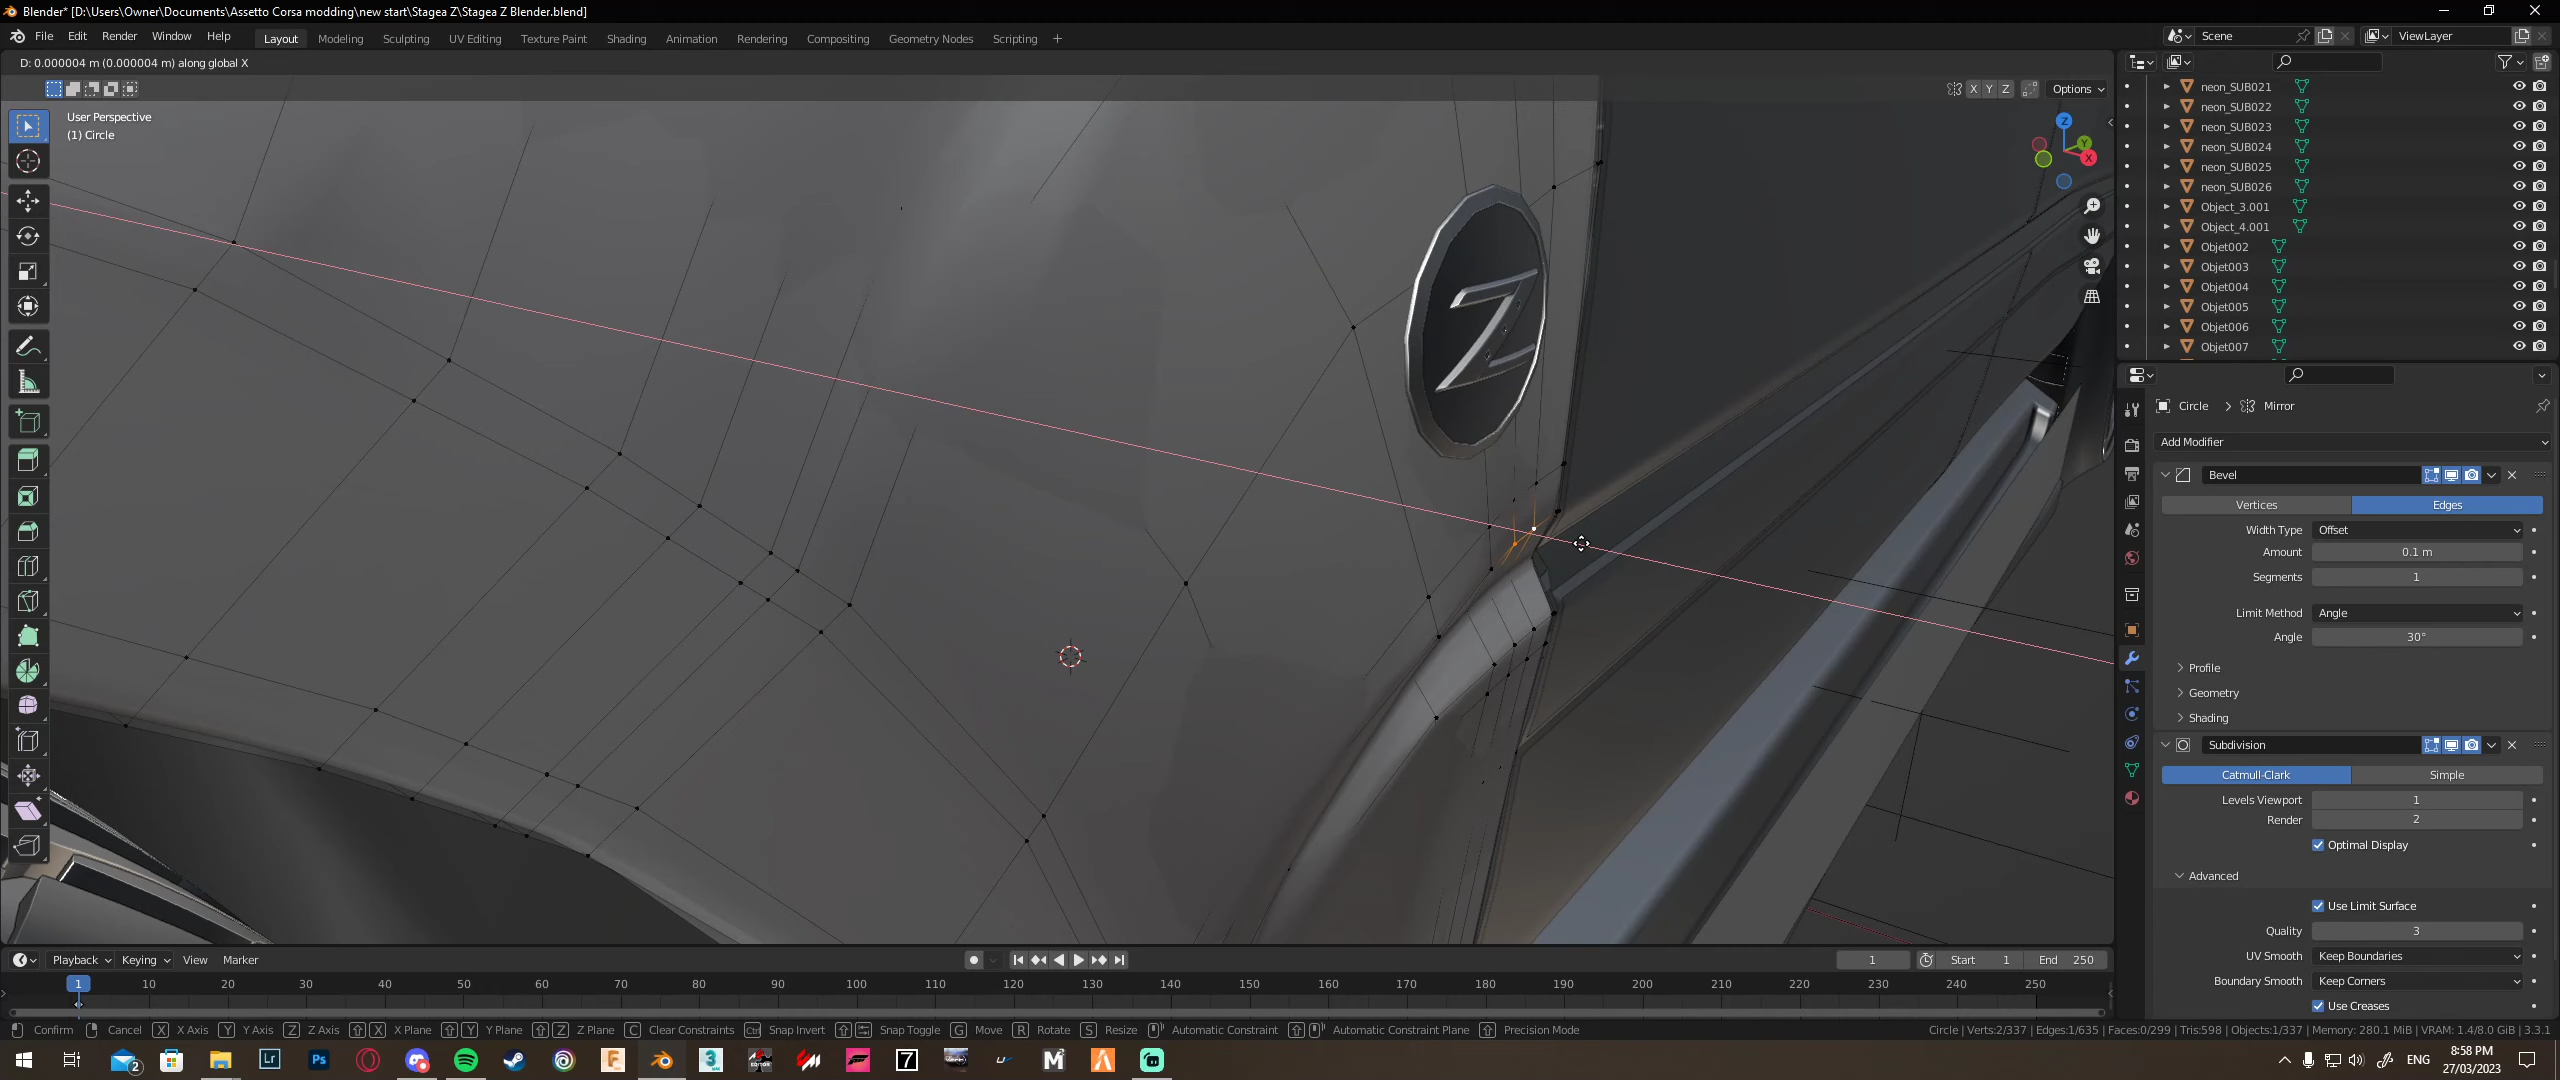 Blender* [D:\Users\Owner\Documents\Assetto Corsa modding\new start\Stagea Z\Stagea Z Blender.blend]
File Edit Render Window Help Layout Modeling Sculpting UV Editing Texture Paint Shading Animation Rendering Compositing Geometry Nodes Scripting Scene ViewLayer
D: 0.000004 m (0.000004 m) along global X
X Y Z Options
User Perspective
(1) Circle
Z
Y
X
Z
neon_SUB021
neon_SUB022
neon_SUB023
neon_SUB024
neon_SUB025
neon_SUB026
Object_3.001
Object_4.001
Objet002
Objet003
Objet004
Objet005
Objet006
Objet007
Circle > Mirror
Add Modifier
Bevel
Vertices Edges
Width Type Offset
Amount 0.1 m
Segments 1
Limit Method Angle
Angle 30°
Profile
Geometry
Shading
Subdivision
Catmull-Clark Simple
Levels Viewport 1
Render 2
Optimal Display
Advanced
Use Limit Surface
Quality 3
UV Smooth Keep Boundaries
Boundary Smooth Keep Corners
Use Creases
Playback Keying View Marker 1 Start 1 End 250
1 10 20 30 40 50 60 70 80 90 100 110 120 130 140 150 160 170 180 190 200 210 220 230 240 250
Confirm Cancel X X Axis Y Y Axis Z Z Axis X X Plane Y Y Plane Z Z Plane C Clear Constraints Ctrl Snap Invert Snap Toggle G Move R Rotate S Resize Automatic Constraint Automatic Constraint Plane Precision Mode Circle | Verts:2/337 | Edges:1/635 | Faces:0/299 | Tris:598 | Objects:1/337 | Memory: 280.1 MiB | VRAM: 1.4/8.0 GiB | 3.3.1
2 Lr Ps F 3 EDITOR 7 M ENG 8:58 PM
27/03/2023